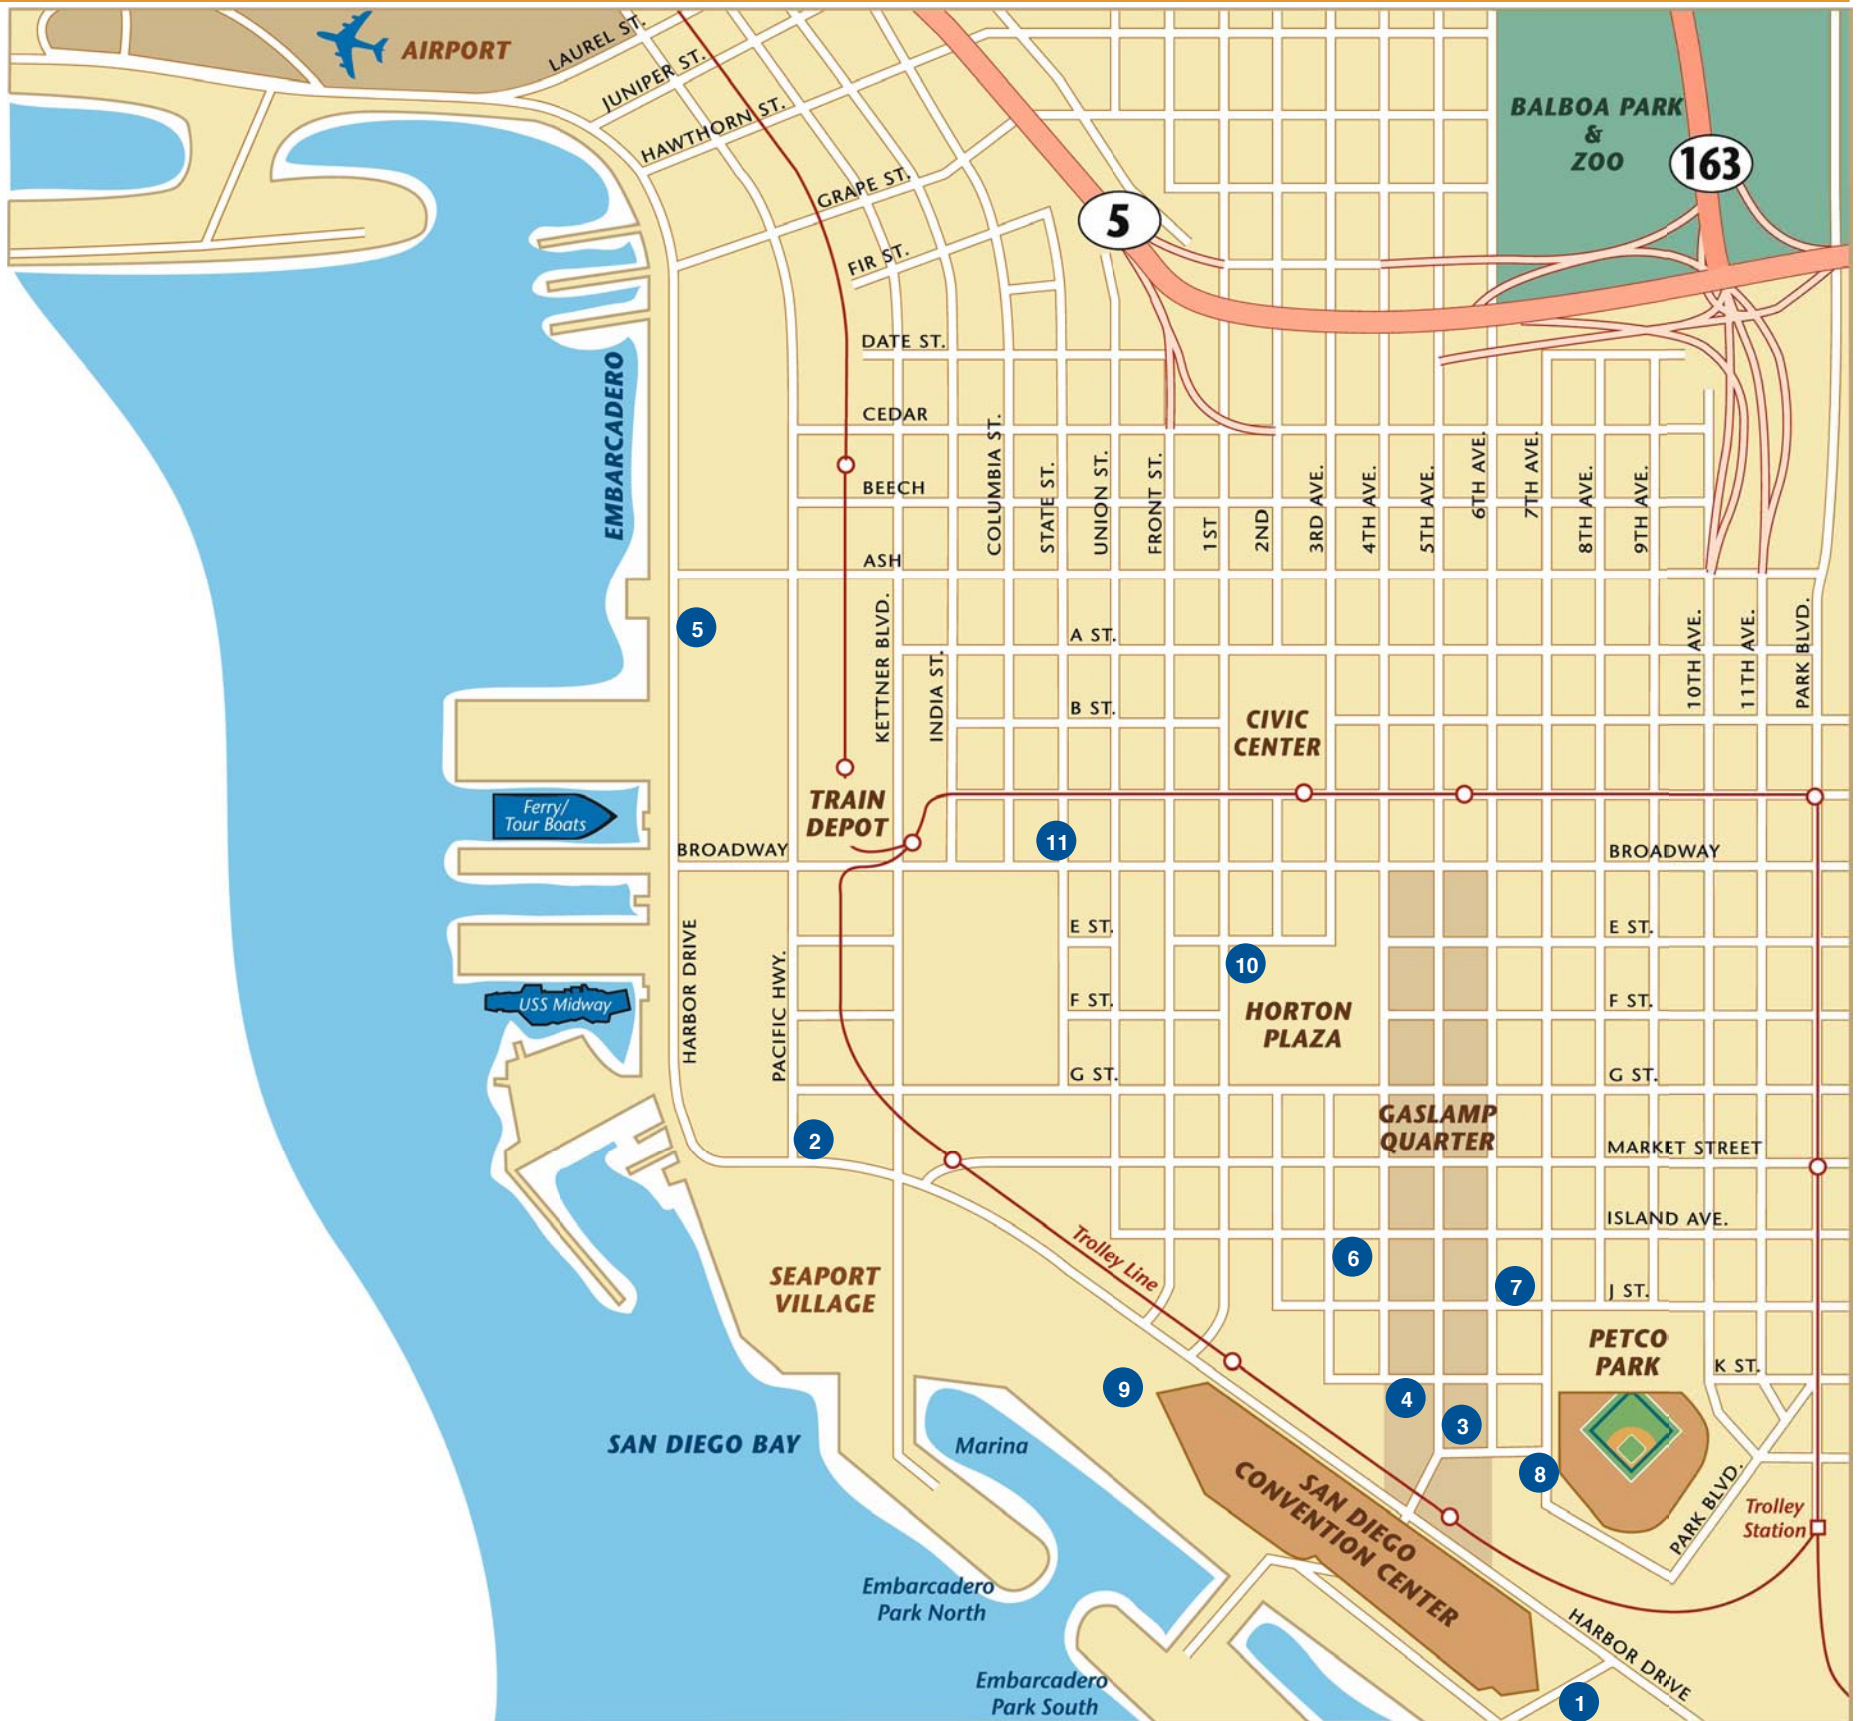 AIRPORT
LAUREL ST.
JUNIPER ST.
HAWTHORN ST.
GRAPE ST.
FIR ST.
BALBOA PARK
&
ZOO
163
5
DATE ST.
CEDAR
BEECH
ASH
EMBARCADERO
COLUMBIA ST.
STATE ST.
UNION ST.
FRONT ST.
1ST
2ND
3RD AVE.
4TH AVE.
5TH AVE.
6TH AVE.
7TH AVE.
8TH AVE.
9TH AVE.
5
KETTNER BLVD.
INDIA ST.
A ST.
B ST.
10TH AVE.
11TH AVE.
PARK BLVD.
CIVIC
CENTER
Ferry/
Tour Boats
TRAIN
DEPOT
11
BROADWAY
BROADWAY
HARBOR DRIVE
PACIFIC HWY.
E ST.
E ST.
10
USS Midway
F ST.
F ST.
HORTON
PLAZA
G ST.
G ST.
GASLAMP
QUARTER
2
MARKET STREET
ISLAND AVE.
Trolley Line
6
7
J ST.
SEAPORT
VILLAGE
PETCO
PARK
K ST.
9
4
3
SAN DIEGO BAY
Marina
8
SAN DIEGO
CONVENTION CENTER
PARK BLVD.
Trolley
Station
Embarcadero
Park North
HARBOR DRIVE
Embarcadero
Park South
1